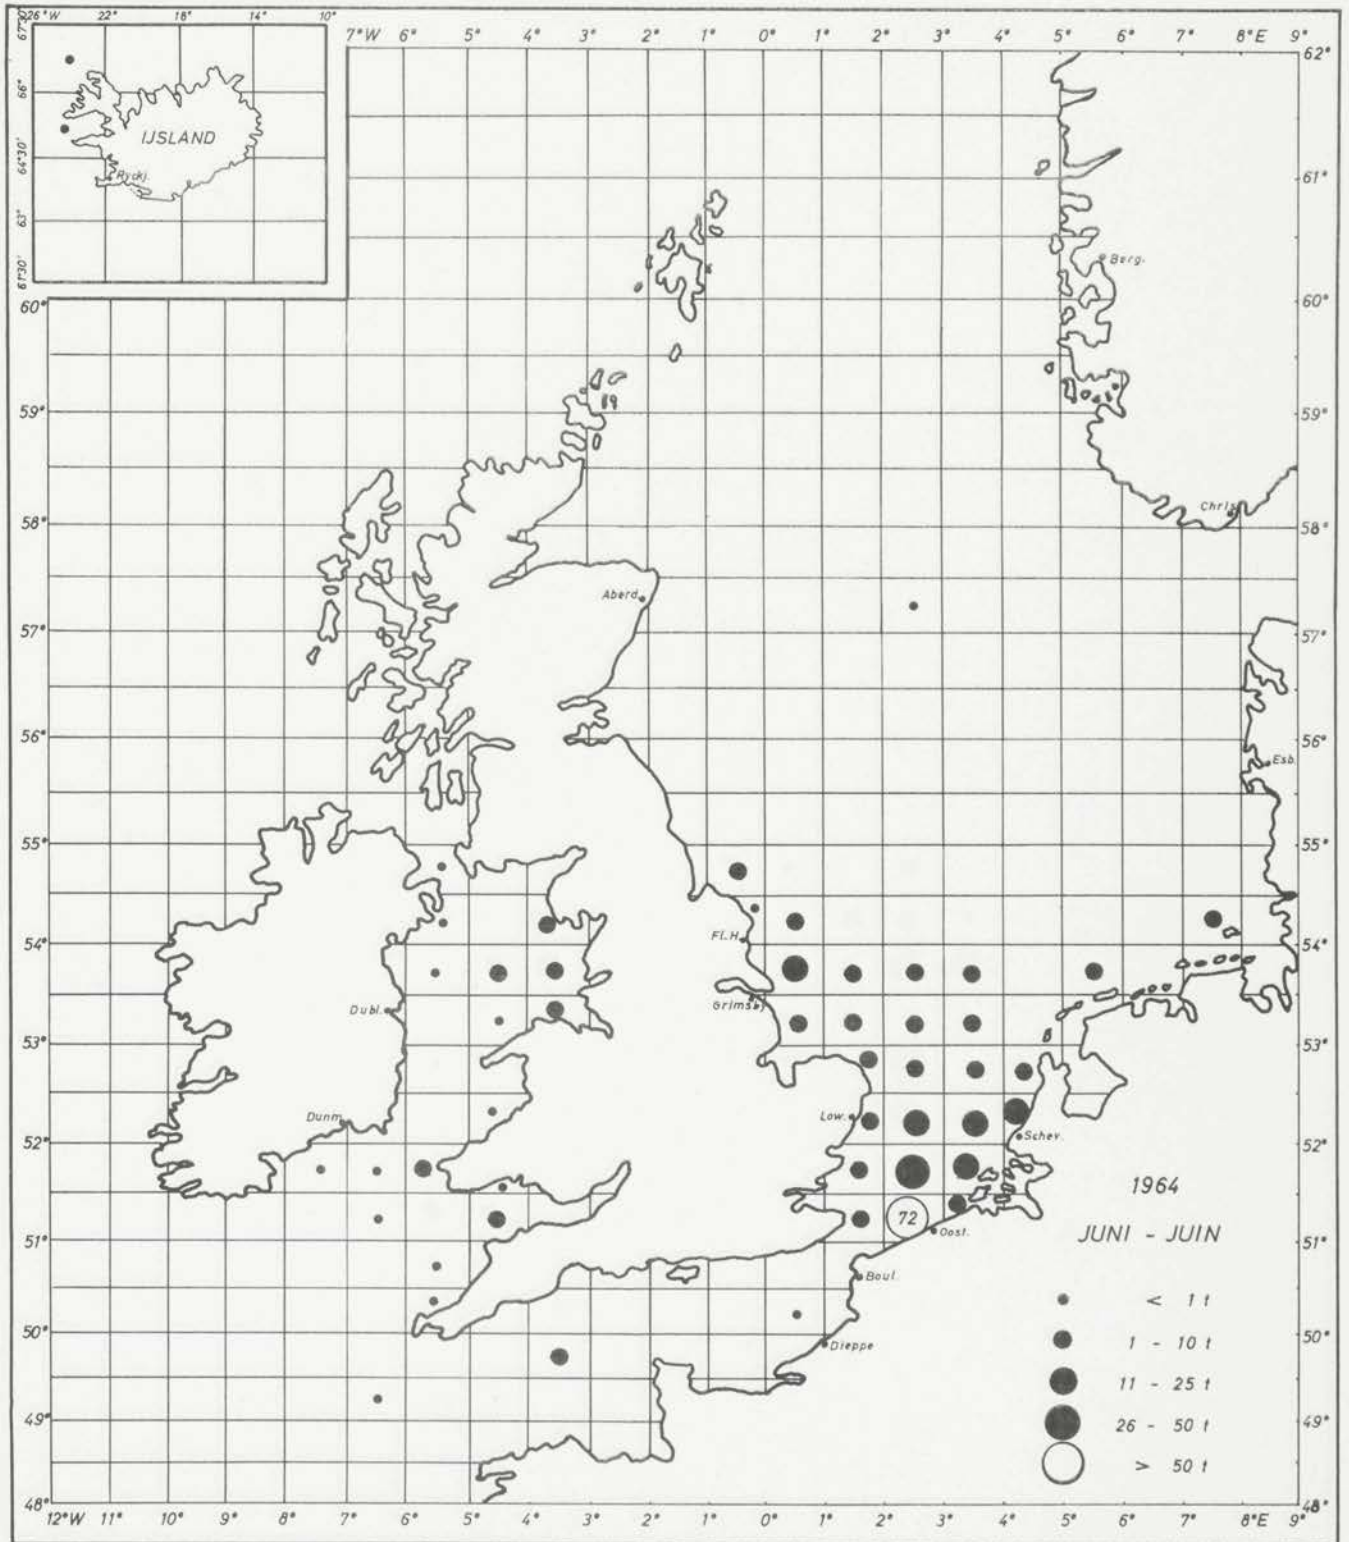 26°W 22° 18° 14° 10°
67°30'
66°
64°30'
63°
61°30'
IJSLAND
Ryckj.
7°W 6° 5° 4° 3° 2° 1° 0° 1° 2° 3° 4° 5° 6° 7° 8°E 9°
62°
61°
Berg.
60° 60°
59° 59°
Chris.
58° 58°
Aberd.
57° 57°
56° 56°
Esb.
55° 55°
Fl.H.
54° 54°
Grimsby
Dubl.
53° 53°
Dunm. Low.
Schev.
52° 52°
1964
72
Oost.
JUNI - JUIN
51° 51°
Boul.
< 1 t
50° 50°
Dieppe
1 - 10 t
11 - 25 t
49° 49°
26 - 50 t
> 50 t
48° 48°
12°W 11° 10° 9° 8° 7° 6° 5° 4° 3° 2° 1° 0° 1° 2° 3° 4° 5° 6° 7° 8°E 9°